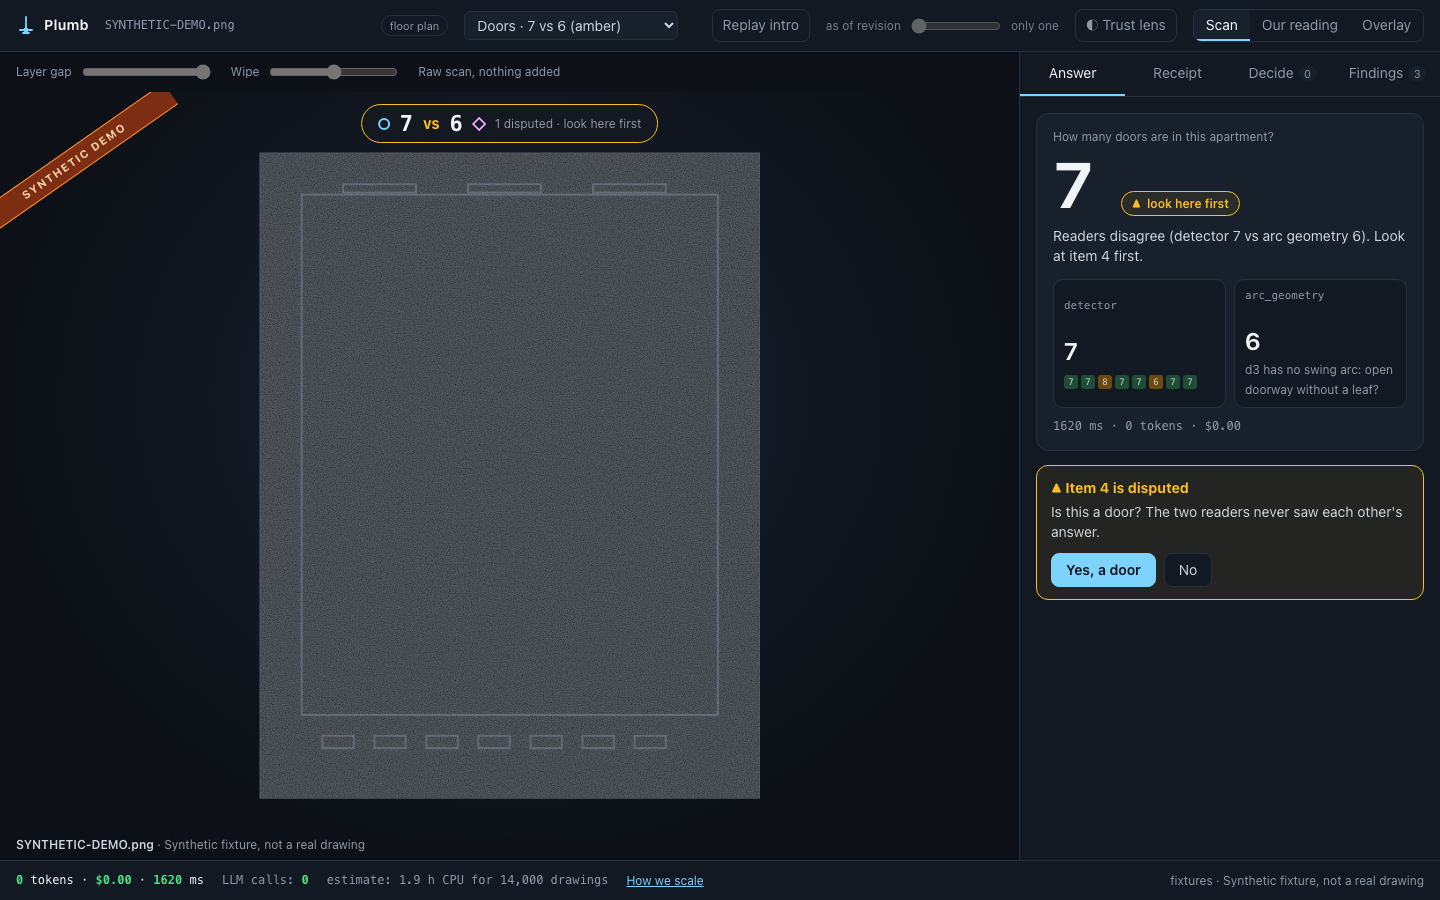 Plumb SYNTHETIC-DEMO.png floor plan Doors · 7 vs 6 (amber) Replay intro as of revision only one Trust lens Scan Our reading Overlay
Layer gap Wipe Raw scan, nothing added
Answer Receipt Decide 0 Findings 3
SYNTHETIC DEMO
7 vs 6 1 disputed · look here first
How many doors are in this apartment?
7 look here first
Readers disagree (detector 7 vs arc geometry 6). Look
at item 4 first.
detector
7
7 7 8 7 7 6 7 7
arc_geometry
6
d3 has no swing arc: open
doorway without a leaf?
1620 ms · 0 tokens · $0.00
Item 4 is disputed
Is this a door? The two readers never saw each other's
answer.
Yes, a door No
SYNTHETIC-DEMO.png · Synthetic fixture, not a real drawing
0 tokens · $0.00 · 1620 ms LLM calls: 0 estimate: 1.9 h CPU for 14,000 drawings How we scale fixtures · Synthetic fixture, not a real drawing